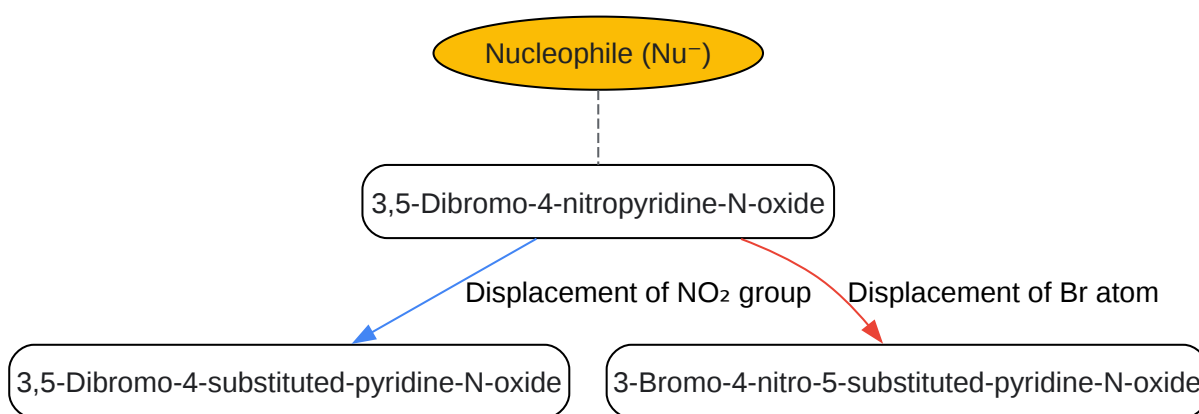 Nucleophile (Nu⁻)
3,5-Dibromo-4-nitropyridine-N-oxide
Displacement of NO₂ group
Displacement of Br atom
3,5-Dibromo-4-substituted-pyridine-N-oxide
3-Bromo-4-nitro-5-substituted-pyridine-N-oxide